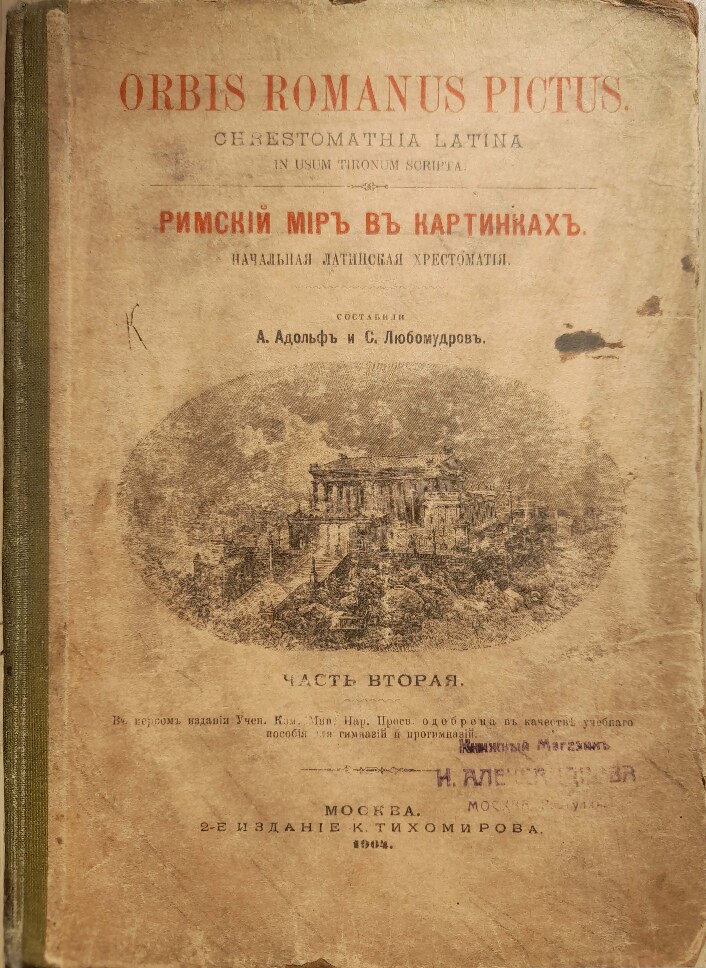 ORBIS ROMANUS PICTUS.
CHRESTOMATHIA LATINA
IN USUM TIRONUM SCRIPTA.
РИМСКІЙ МІРЪ ВЪ КАРТИНКАХЪ.
НАЧАЛЬНАЯ ЛАТИНСКАЯ ХРЕСТОМАТІЯ.
СОСТАВИЛИ
А. Адольфъ и С. Любомудровъ.
К
ЧАСТЬ ВТОРАЯ.
Въ первомъ изданіи Учен. Ком. Мин. Нар. Просв. одобрена въ качествѣ учебнаго
пособія для гимназій и прогимназій.
Книжный Магазинъ
Н.
МОСКВА.
2-Е ИЗДАНІЕ К. ТИХОМИРОВА.
1904.